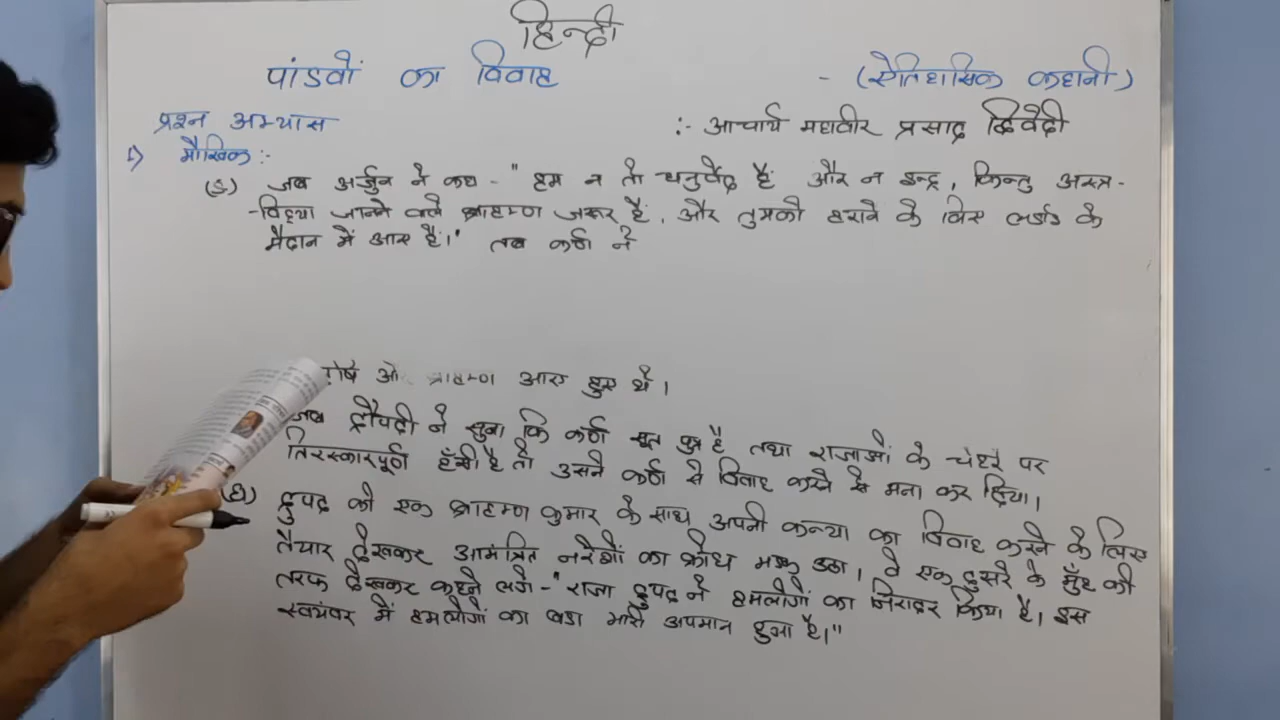 हिन्दी
पांडवों का विवाह - (ऐतिहासिक कहानी)
प्रश्न अभ्यास :- आचार्य महावीर प्रसाद द्विवेदी
1) मौखिक :-
(ङ) जब अर्जुन ने कहा - "हम न तो धनुर्वेद हैं और न इन्द्र, किन्तु अस्त्र-
-विद्या जानने वाले ब्राहम्ण जरूर हैं, और तुमको हराने के लिए लड़ाई के
मैदान में आए हैं।" तब कर्ण ने
ब्राहम्ण आए हुए थे।
जब द्रौपदी ने सुना कि कर्ण सूत पुत्र है तथा राजाओं के चेहरे पर
तिरस्कारपूर्ण हँसी है तो उसने कर्ण से विवाह करने से मना कर दिया।
(घ) द्रुपद को एक ब्राहम्ण कुमार के साथ अपनी कन्या का विवाह करने के लिए
तैयार देखकर आमंत्रित नरेशों का क्रोध भड़क उठा, वे एक दुसरे के मुँह की
तरफ देखकर कहने लगे - "राजा द्रुपद ने हमलोगों का निरादर किया है। इस
स्वयंवर में हमलोगों का बड़ा भारी अपमान हुआ है।"